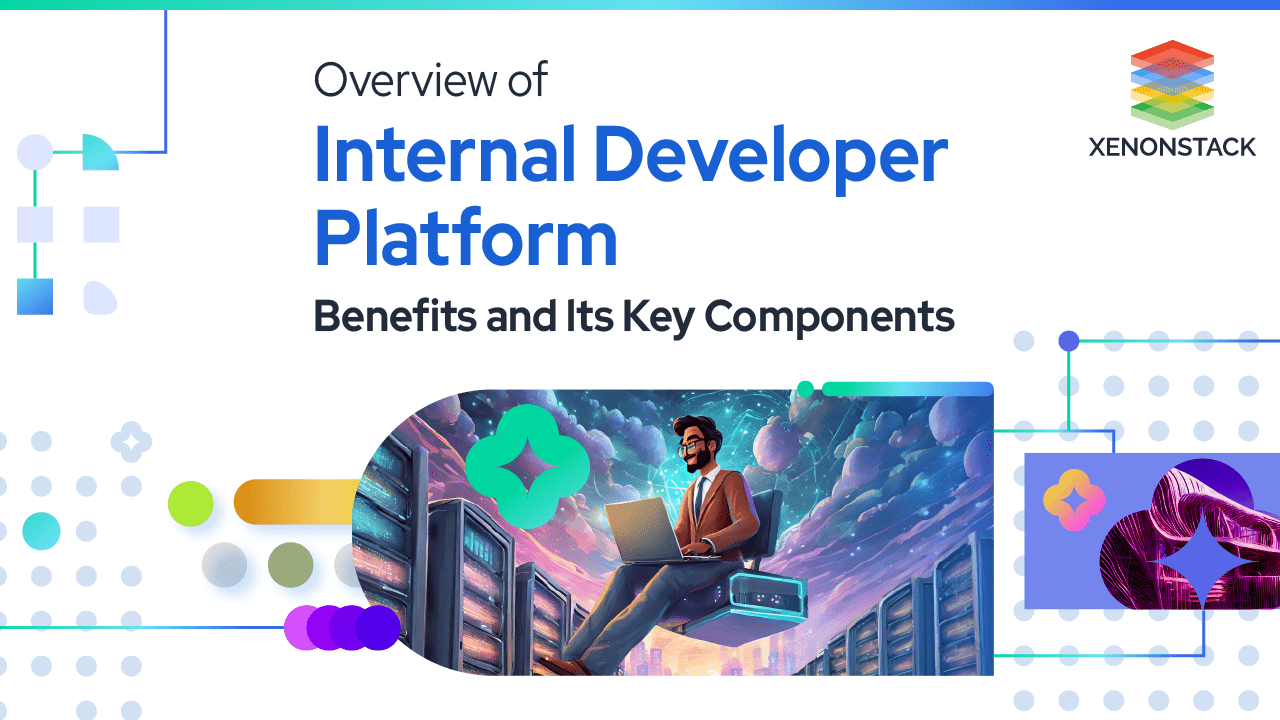 Overview of
Internal Developer
Platform
Benefits and Its Key Components
XENONSTACK